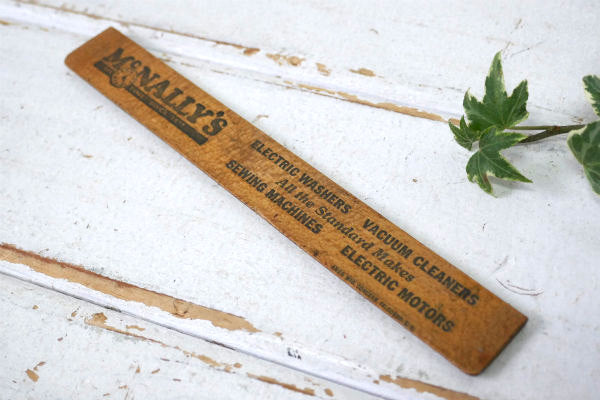 McNALLY'S
ELECTRIC WASHERS VACUUM CLEANERS
All the Standard Makes
SEWING MACHINES ELECTRIC MOTORS